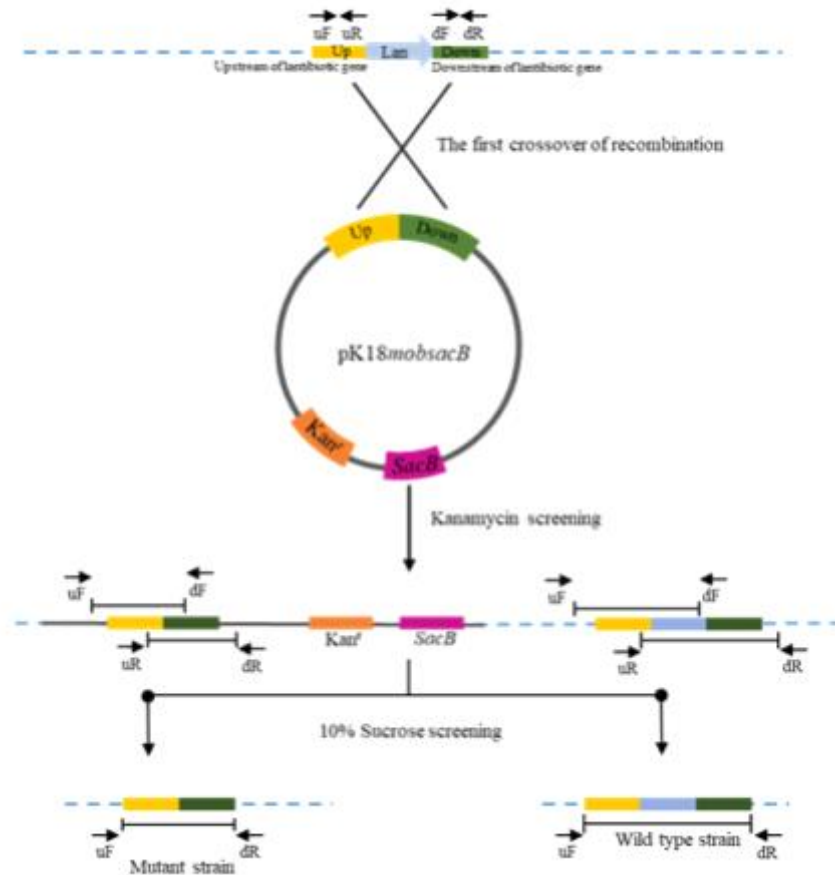 uF uR dF dR
Up Lan Down
Upstream of lantibiotic gene Downstream of lantibiotic gene
The first crossover of recombination
Up Down
pK18mobsacB
Kanʳ
SacB
Kanamycin screening
uF dF uF dF
Kanʳ SacB
uR dR uR dR
10% Sucrose screening
uF dR uF Wild type strain dR
Mutant strain